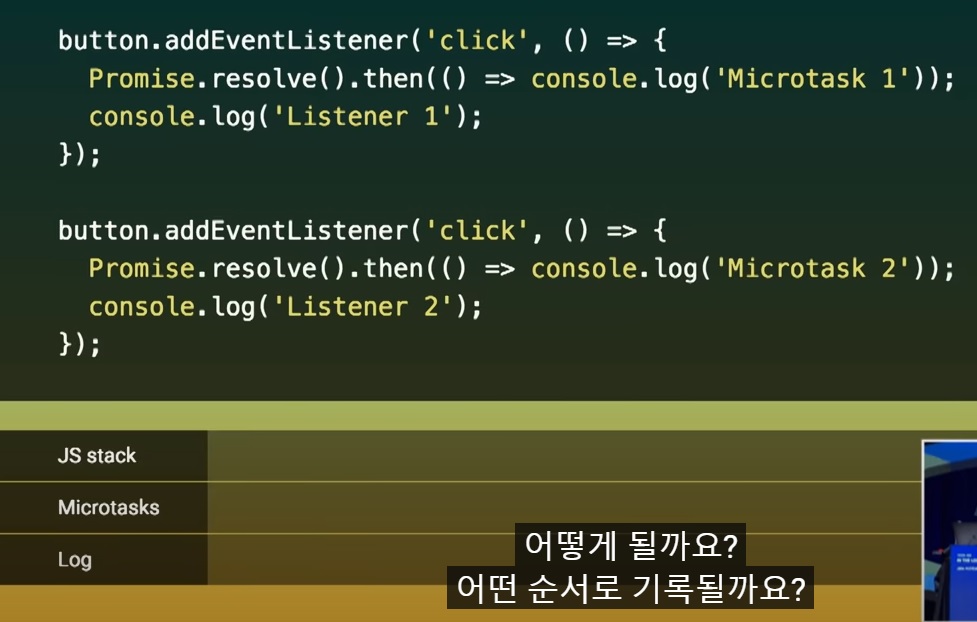 button.addEventListener('click', () => {
  Promise.resolve().then(() => console.log('Microtask 1'));
  console.log('Listener 1');
});
button.addEventListener('click', () => {
  Promise.resolve().then(() => console.log('Microtask 2'));
  console.log('Listener 2');
});
JS stack
Microtasks
Log
어떻게 될까요?
어떤 순서로 기록될까요?